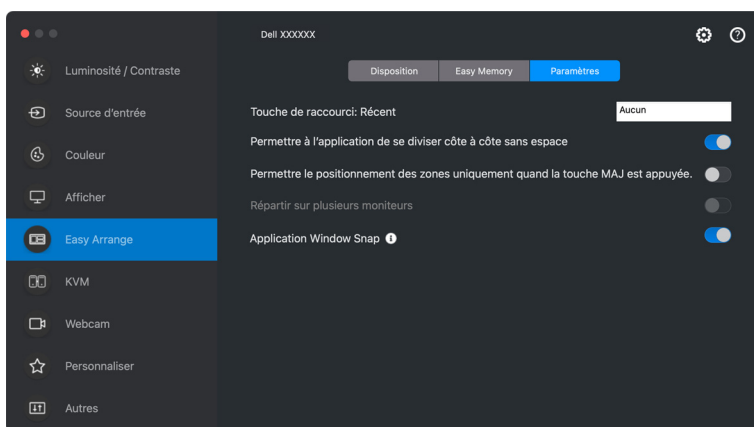 Dell XXXXXX
Luminosité / Contraste
Source d'entrée
Couleur
Afficher
Easy Arrange
KVM
Webcam
Personnaliser
Autres
Disposition
Easy Memory
Paramètres
Touche de raccourci: Récent
Aucun
Permettre à l'application de se diviser côte à côte sans espace
Permettre le positionnement des zones uniquement quand la touche MAJ est appuyée.
Répartir sur plusieurs moniteurs
Application Window Snap